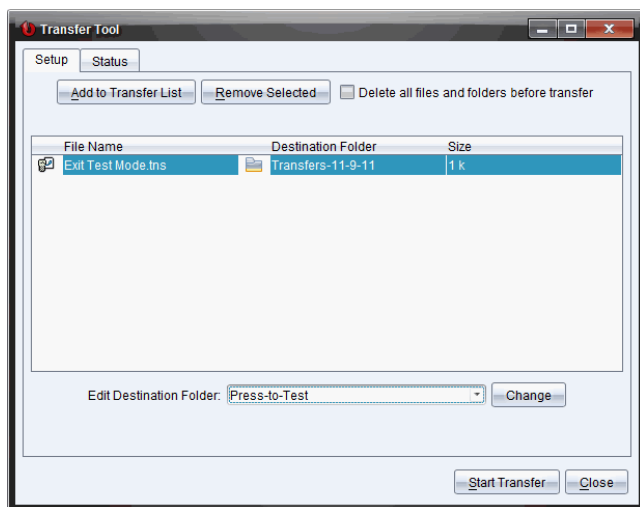 Transfer Tool
Setup Status
Add to Transfer List Remove Selected Delete all files and folders before transfer
File Name Destination Folder Size
Exit Test Mode.tns Transfers-11-9-11 1 k
Edit Destination Folder: Press-to-Test Change
Start Transfer Close